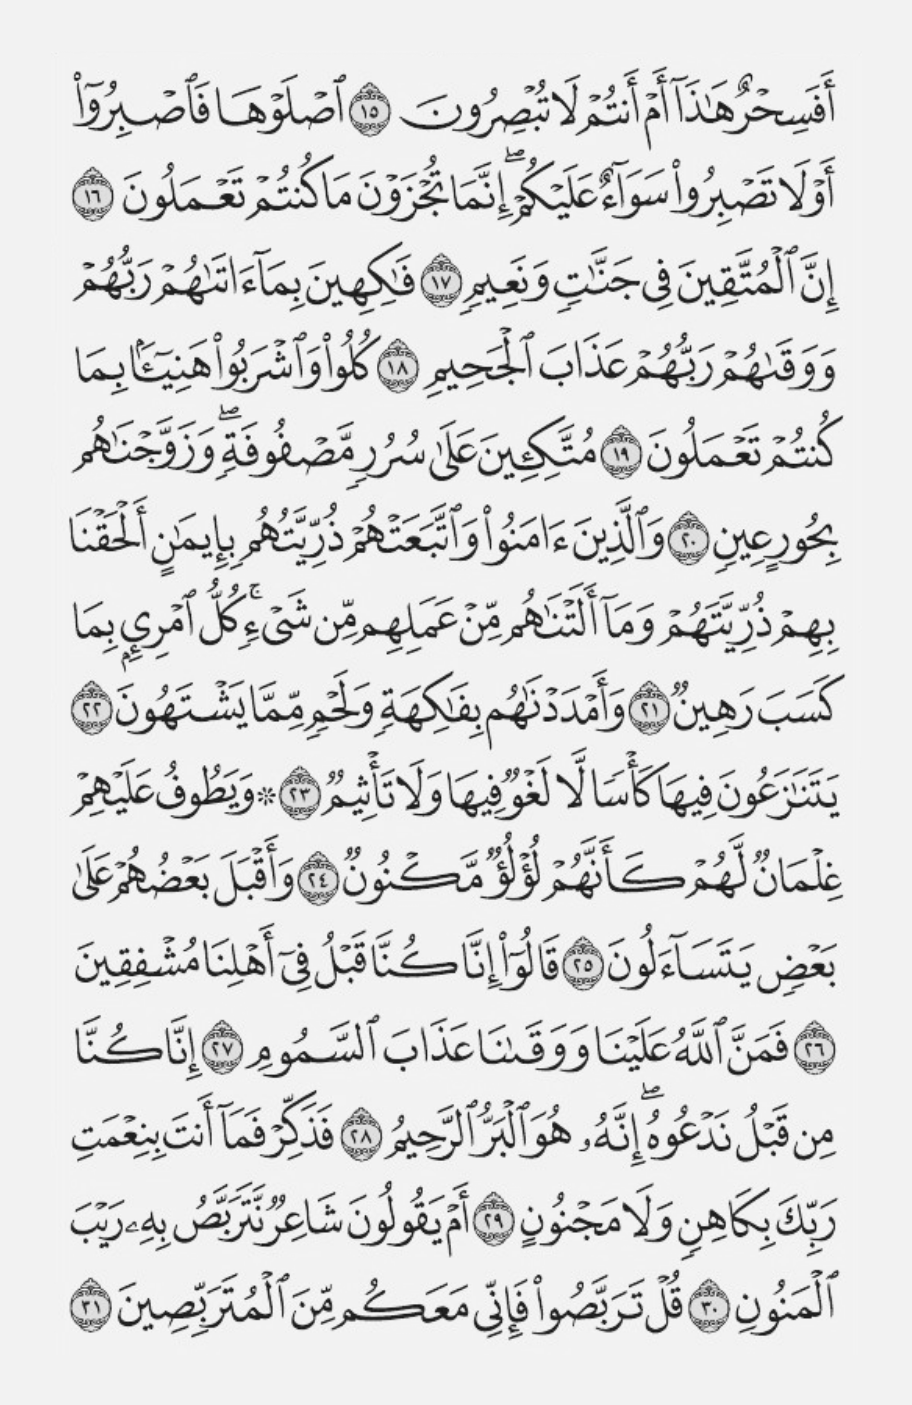 أَفَسِحْرٌ هَٰذَآ أَمْ أَنتُمْ لَا تُبْصِرُونَ ١٥ ٱصْلَوْهَا فَٱصْبِرُوٓا۟
أَوْ لَا تَصْبِرُوا۟ سَوَآءٌ عَلَيْكُمْ ۖ إِنَّمَا تُجْزَوْنَ مَا كُنتُمْ تَعْمَلُونَ ١٦
إِنَّ ٱلْمُتَّقِينَ فِى جَنَّٰتٍ وَنَعِيمٍ ١٧ فَٰكِهِينَ بِمَآ ءَاتَىٰهُمْ رَبُّهُمْ
وَوَقَىٰهُمْ رَبُّهُمْ عَذَابَ ٱلْجَحِيمِ ١٨ كُلُوا۟ وَٱشْرَبُوا۟ هَنِيٓـًٔۢا بِمَا
كُنتُمْ تَعْمَلُونَ ١٩ مُتَّكِـِٔينَ عَلَىٰ سُرُرٍ مَّصْفُوفَةٍ ۖ وَزَوَّجْنَٰهُم
بِحُورٍ عِينٍ ٢٠ وَٱلَّذِينَ ءَامَنُوا۟ وَٱتَّبَعَتْهُمْ ذُرِّيَّتُهُم بِإِيمَٰنٍ أَلْحَقْنَا
بِهِمْ ذُرِّيَّتَهُمْ وَمَآ أَلَتْنَٰهُم مِّنْ عَمَلِهِم مِّن شَىْءٍ ۚ كُلُّ ٱمْرِئٍۭ بِمَا
كَسَبَ رَهِينٌ ٢١ وَأَمْدَدْنَٰهُم بِفَٰكِهَةٍ وَلَحْمٍ مِّمَّا يَشْتَهُونَ ٢٢
يَتَنَٰزَعُونَ فِيهَا كَأْسًا لَّا لَغْوٌ فِيهَا وَلَا تَأْثِيمٌ ٢٣ ۞ وَيَطُوفُ عَلَيْهِمْ
غِلْمَانٌ لَّهُمْ كَأَنَّهُمْ لُؤْلُؤٌ مَّكْنُونٌ ٢٤ وَأَقْبَلَ بَعْضُهُمْ عَلَىٰ
بَعْضٍ يَتَسَآءَلُونَ ٢٥ قَالُوٓا۟ إِنَّا كُنَّا قَبْلُ فِىٓ أَهْلِنَا مُشْفِقِينَ
٢٦ فَمَنَّ ٱللَّهُ عَلَيْنَا وَوَقَىٰنَا عَذَابَ ٱلسَّمُومِ ٢٧ إِنَّا كُنَّا
مِن قَبْلُ نَدْعُوهُ ۖ إِنَّهُۥ هُوَ ٱلْبَرُّ ٱلرَّحِيمُ ٢٨ فَذَكِّرْ فَمَآ أَنتَ بِنِعْمَتِ
رَبِّكَ بِكَاهِنٍ وَلَا مَجْنُونٍ ٢٩ أَمْ يَقُولُونَ شَاعِرٌ نَّتَرَبَّصُ بِهِۦ رَيْبَ
ٱلْمَنُونِ ٣٠ قُلْ تَرَبَّصُوا۟ فَإِنِّى مَعَكُم مِّنَ ٱلْمُتَرَبِّصِينَ ٣١